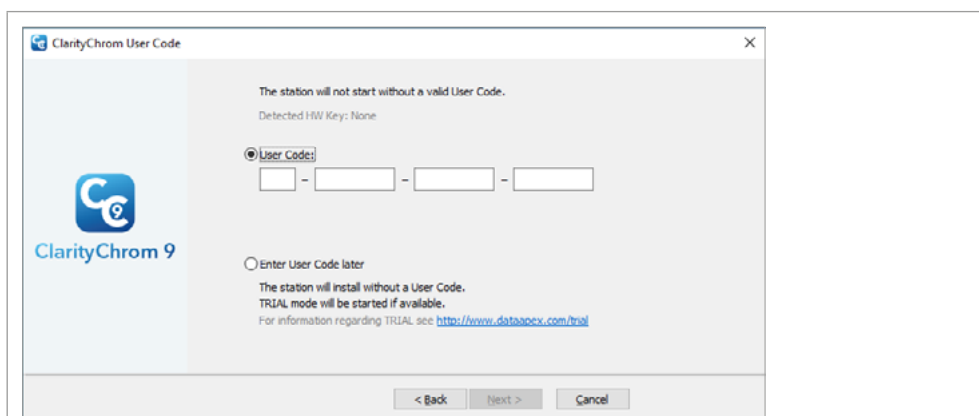 ClarityChrom User Code
The station will not start without a valid User Code.
Detected HW Key: None
User Code:
- - -
CC9
ClarityChrom 9
Enter User Code later
The station will install without a User Code.
TRIAL mode will be started if available.
For information regarding TRIAL see http://www.dataapex.com/trial
< Back Next > Cancel